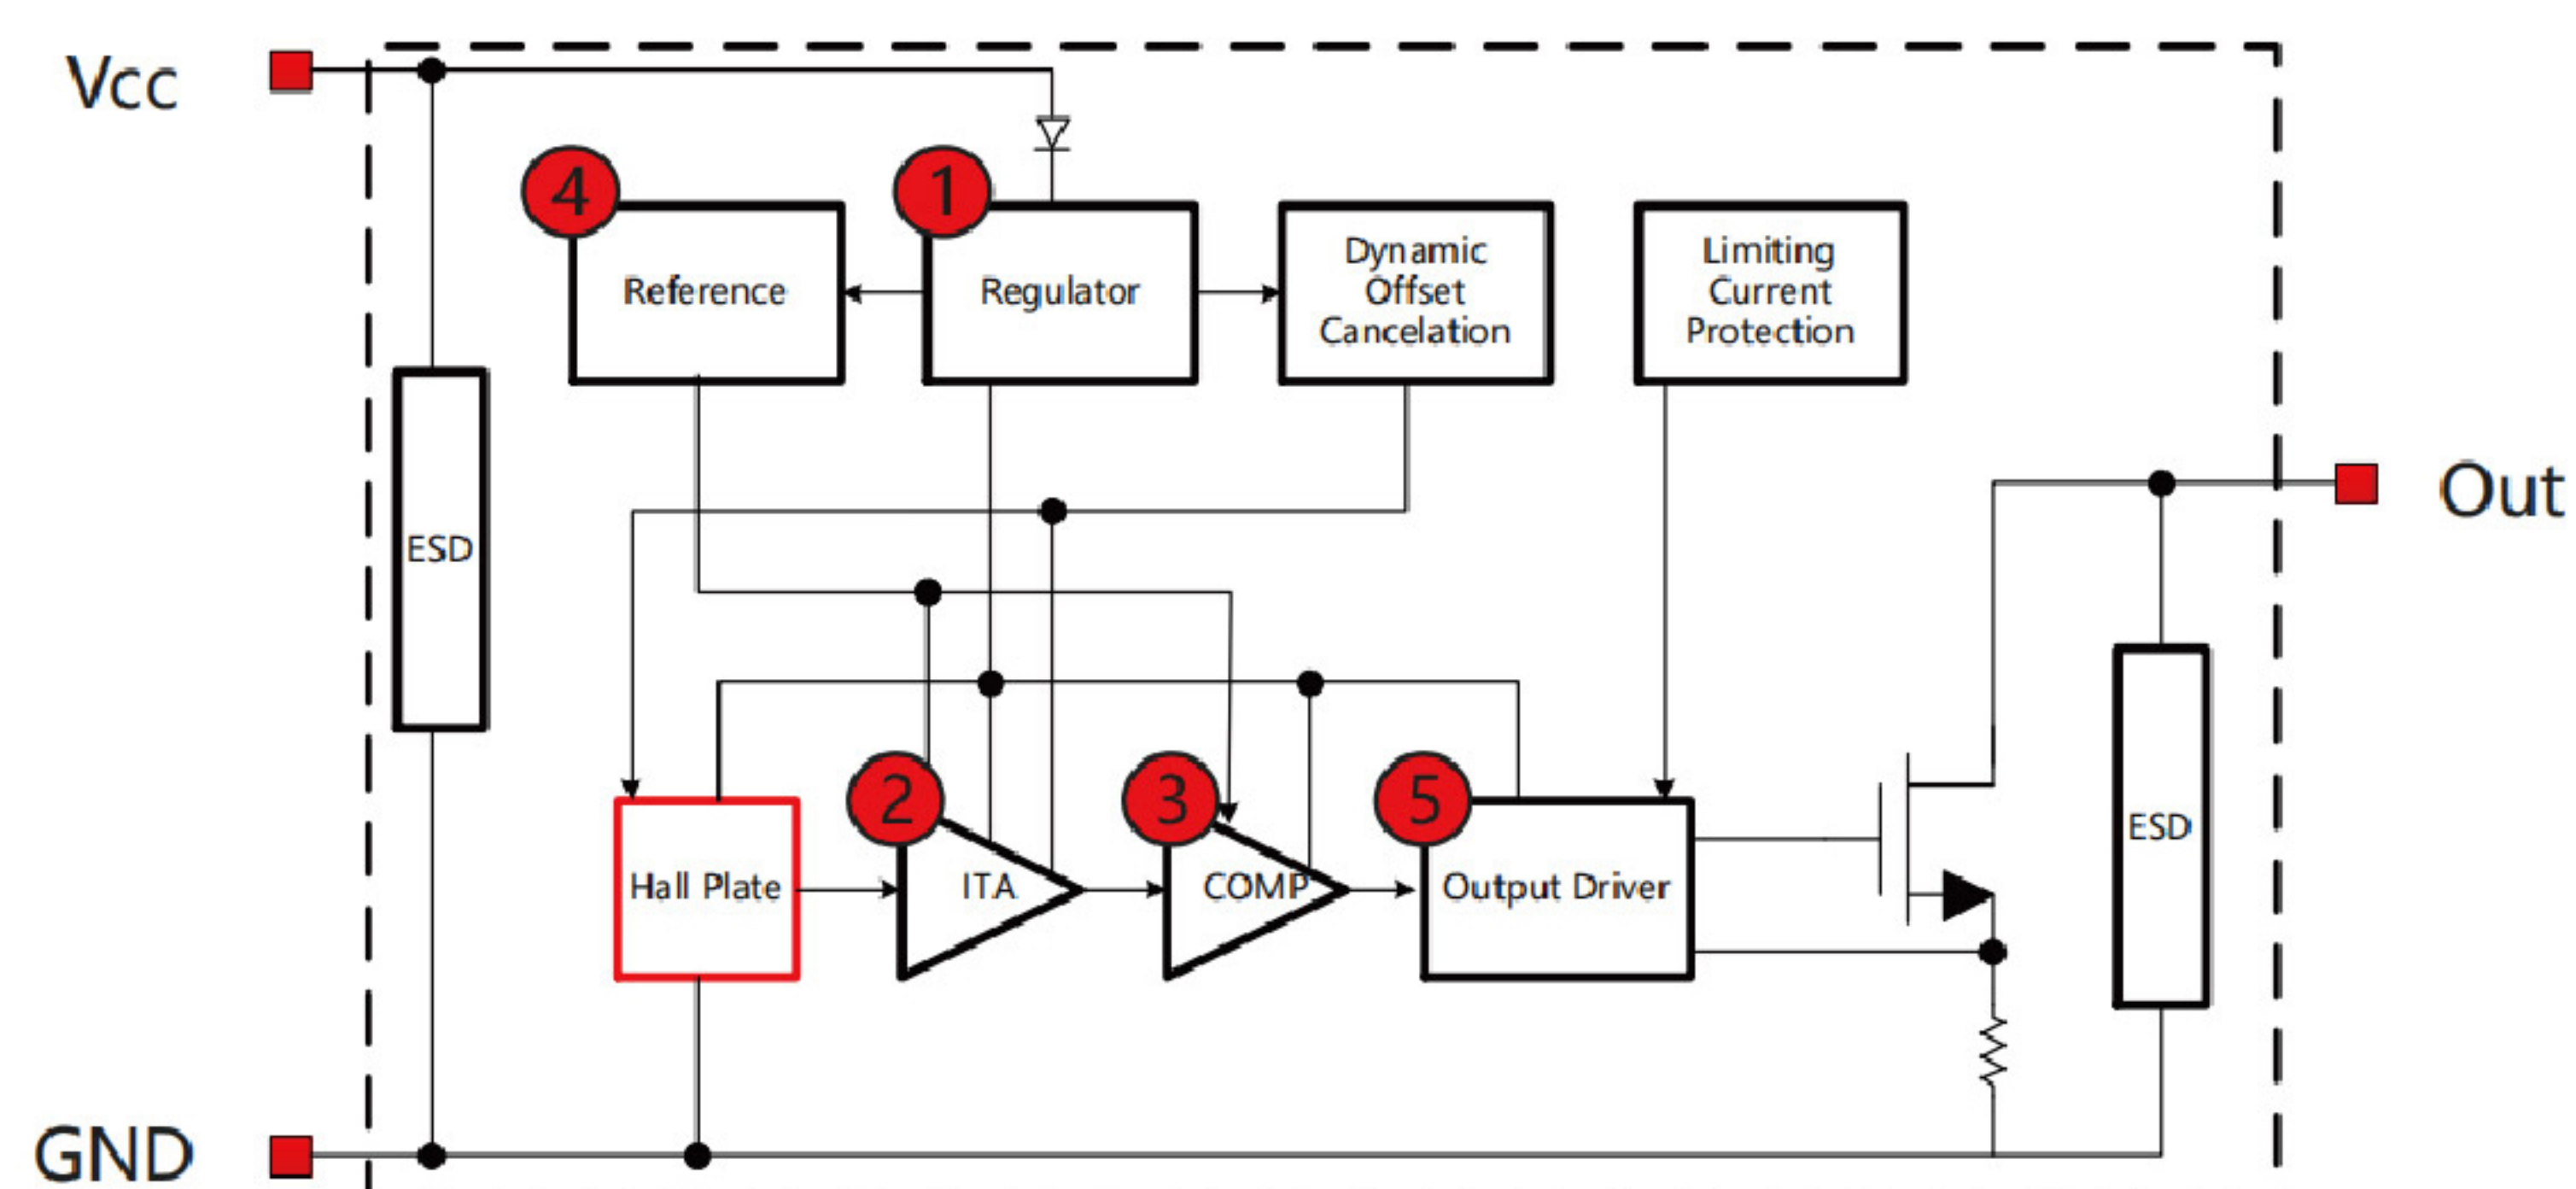 Vcc
4
1
Reference
Regulator
Dynamic
Offset
Cancelation
Limiting
Current
Protection
Out
ESD
2
3
5
Hall Plate
ITA
COMP
Output Driver
ESD
GND